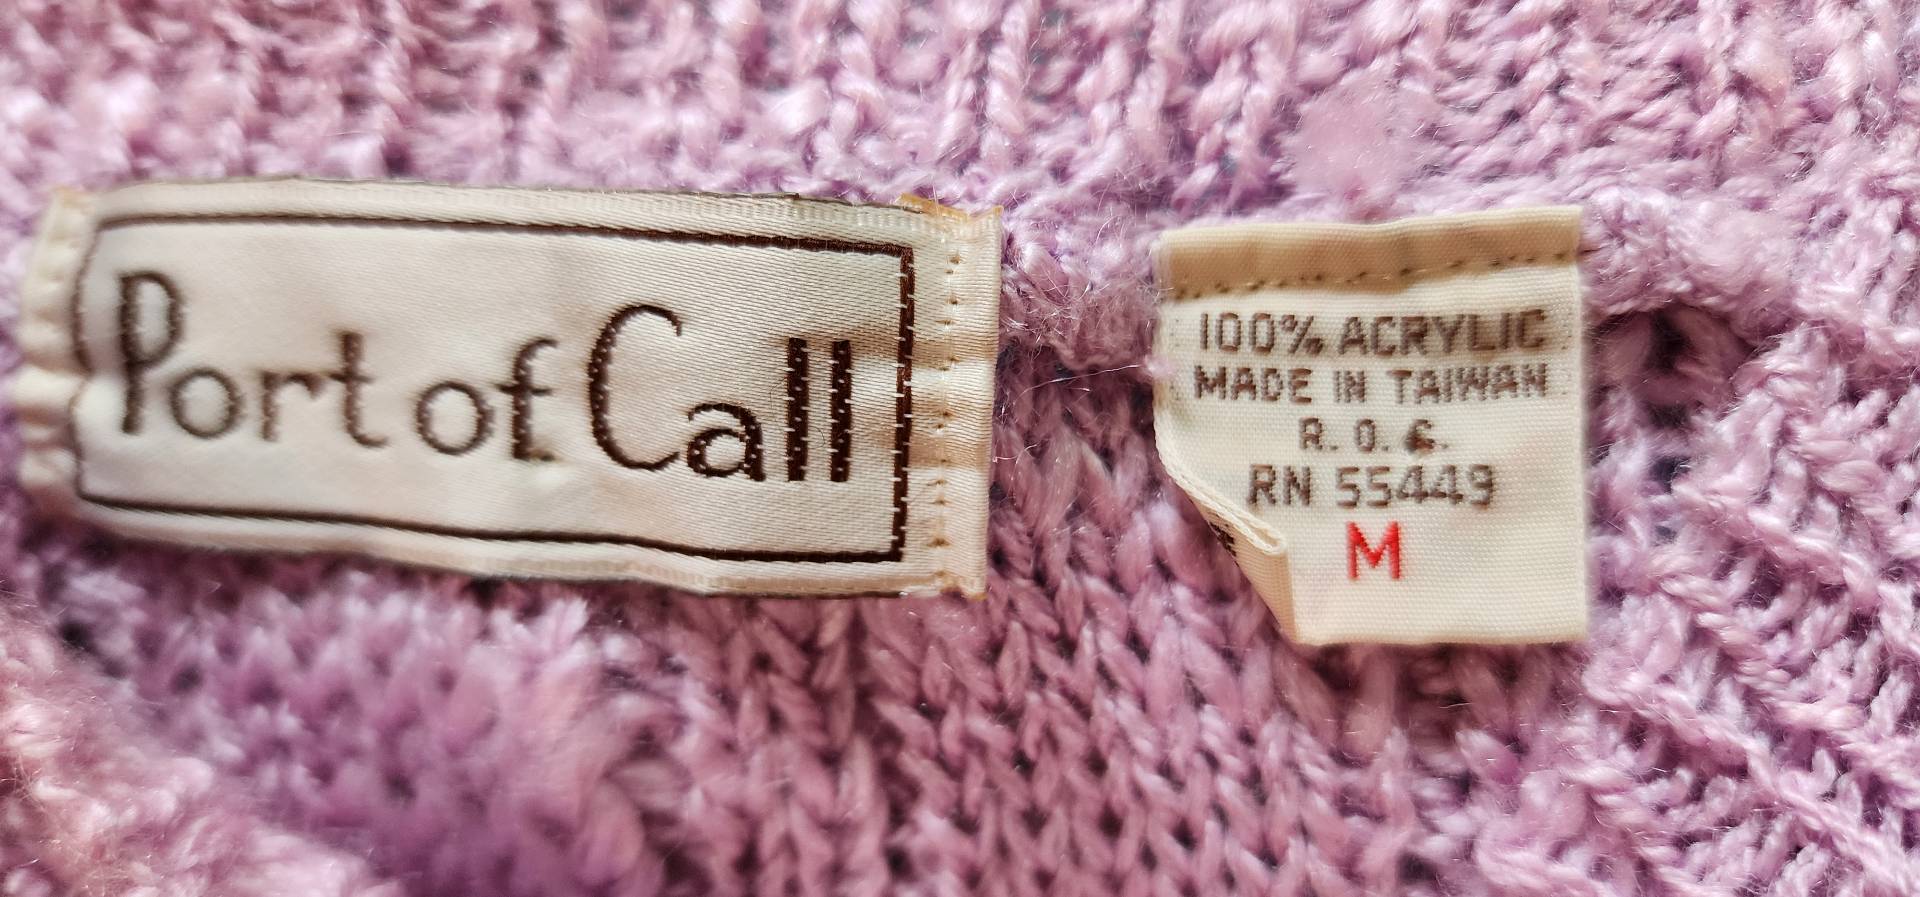 Port of Call
100% ACRYLIC
MADE IN TAIWAN
R. O. C.
RN 55449
M